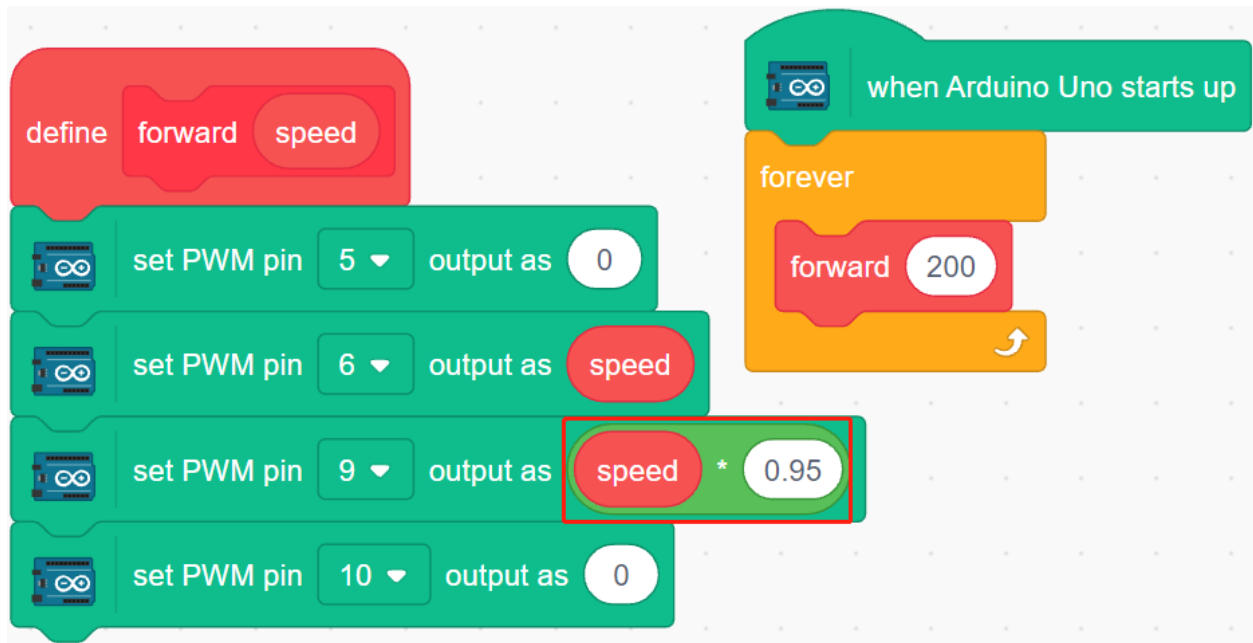 define forward speed
set PWM pin 5 output as 0
set PWM pin 6 output as speed
set PWM pin 9 output as speed * 0.95
set PWM pin 10 output as 0
when Arduino Uno starts up
forever
forward 200